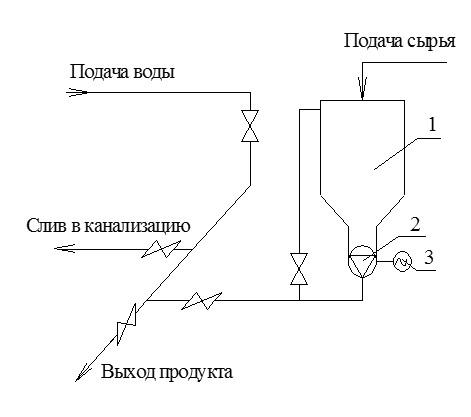 Подача сырья
Подача воды
1
Слив в канализацию
2
3
Выход продукта